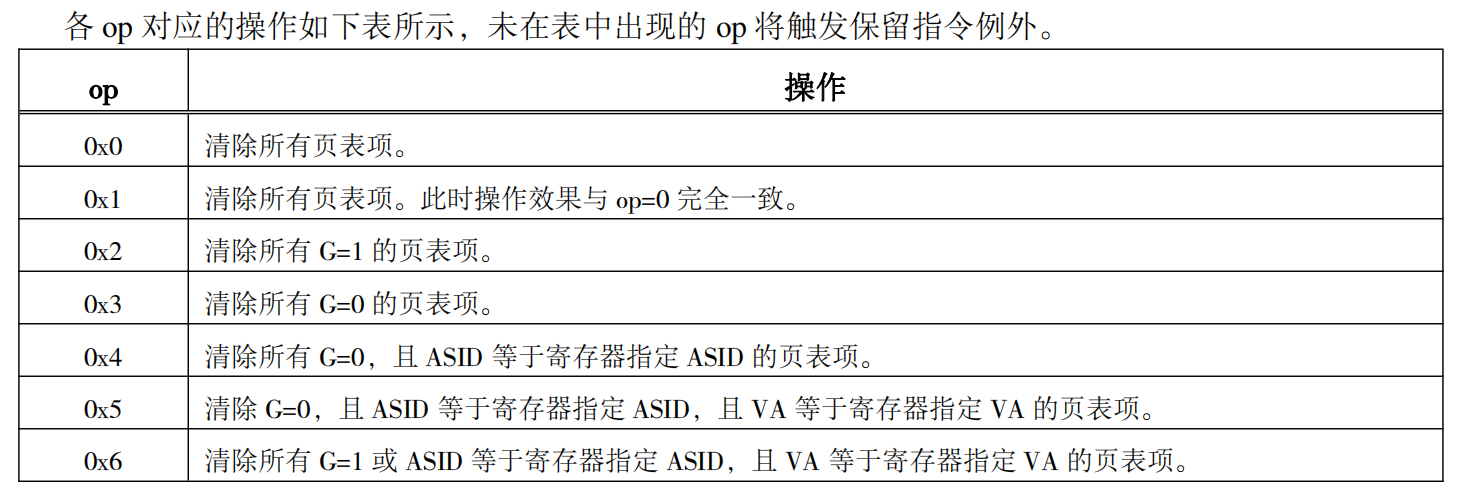 各 op 对应的操作如下表所示，未在表中出现的 op 将触发保留指令例外。
op 操作
0x0 清除所有页表项。
0x1 清除所有页表项。此时操作效果与 op=0 完全一致。
0x2 清除所有 G=1 的页表项。
0x3 清除所有 G=0 的页表项。
0x4 清除所有 G=0，且 ASID 等于寄存器指定 ASID 的页表项。
0x5 清除 G=0，且 ASID 等于寄存器指定 ASID，且 VA 等于寄存器指定 VA 的页表项。
0x6 清除所有 G=1 或 ASID 等于寄存器指定 ASID，且 VA 等于寄存器指定 VA 的页表项。